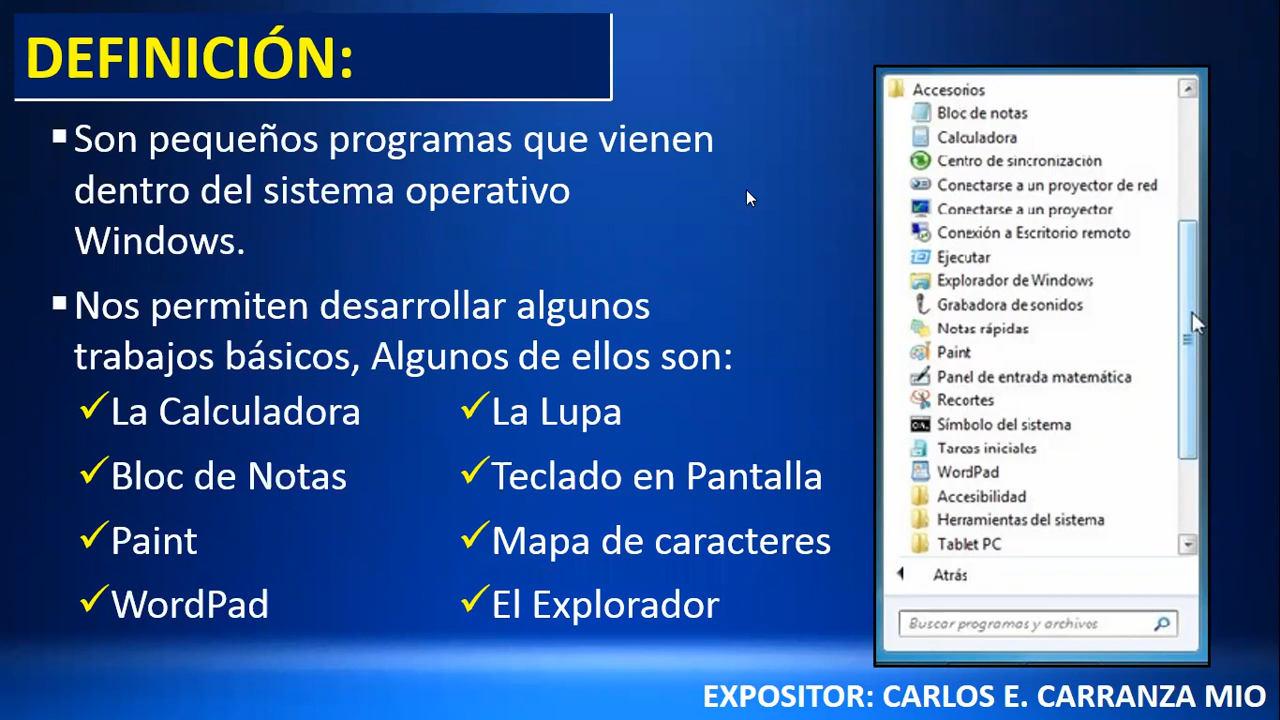 DEFINICIÓN:
▪Son pequeños programas que vienen
dentro del sistema operativo
Windows.
▪Nos permiten desarrollar algunos
trabajos básicos, Algunos de ellos son:
✓La Calculadora
✓Bloc de Notas
✓Paint
✓WordPad
✓La Lupa
✓Teclado en Pantalla
✓Mapa de caracteres
✓El Explorador
Accesorios
Bloc de notas
Calculadora
Centro de sincronización
Conectarse a un proyector de red
Conectarse a un proyector
Conexión a Escritorio remoto
Ejecutar
Explorador de Windows
Grabadora de sonidos
Notas rápidas
Paint
Panel de entrada matemática
Recortes
Símbolo del sistema
Tareas iniciales
WordPad
Accesibilidad
Herramientas del sistema
Tablet PC
Atrás
Buscar programas y archivos
EXPOSITOR: CARLOS E. CARRANZA MIO